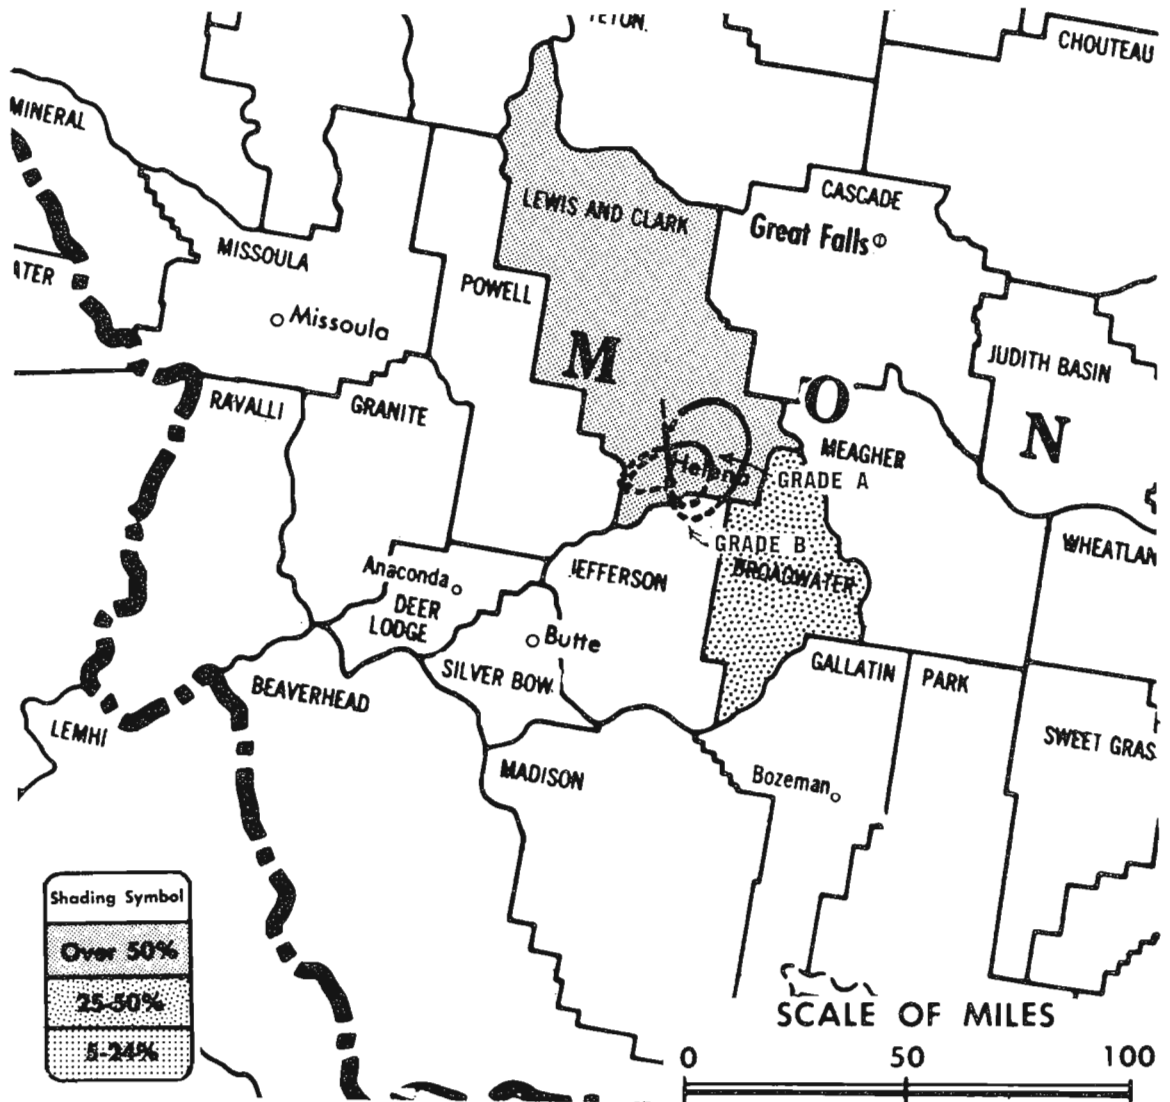 TETON.
CHOUTEAU
MINERAL
CASCADE
LEWIS AND CLARK
Great Falls
MISSOULA
ATER
POWELL
Missoula
M
JUDITH BASIN
RAVALLI
GRANITE
O
N
MEAGHER
Helena
GRADE A
GRADE B
WHEATLAN
Anaconda
JEFFERSON
BROADWATER
DEER
LODGE
Butte
GALLATIN
PARK
SILVER BOW
BEAVERHEAD
LEMHI
SWEET GRAS
MADISON
Bozeman
Shading Symbol
Over 50%
25-50%
5-24%
SCALE OF MILES
0 50 100